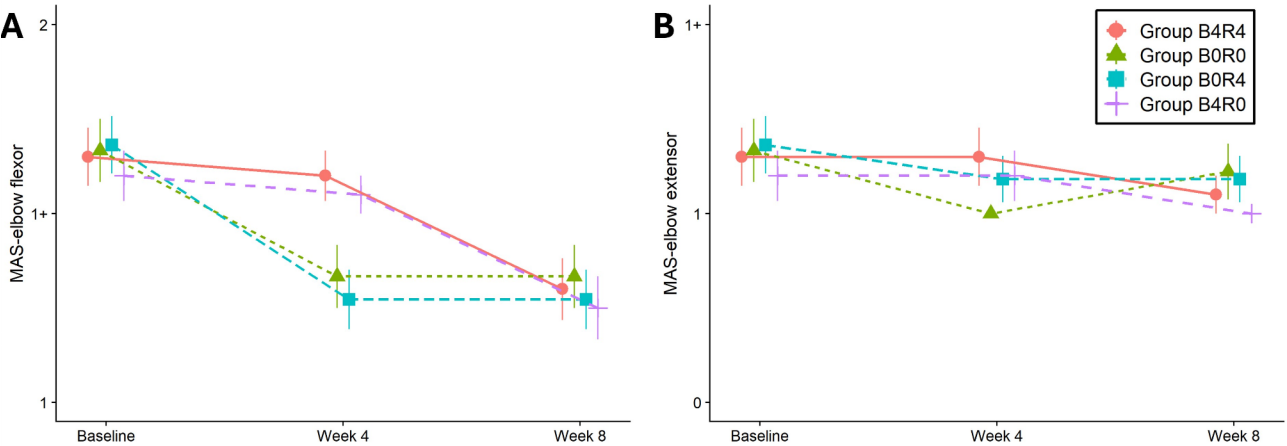 A
MAS-elbow flexor
2
1+
1
Baseline
Week 4
Week 8
B
MAS-elbow extensor
1+
1
0
Baseline
Week 4
Week 8
Group B4R4
Group B0R0
Group B0R4
Group B4R0